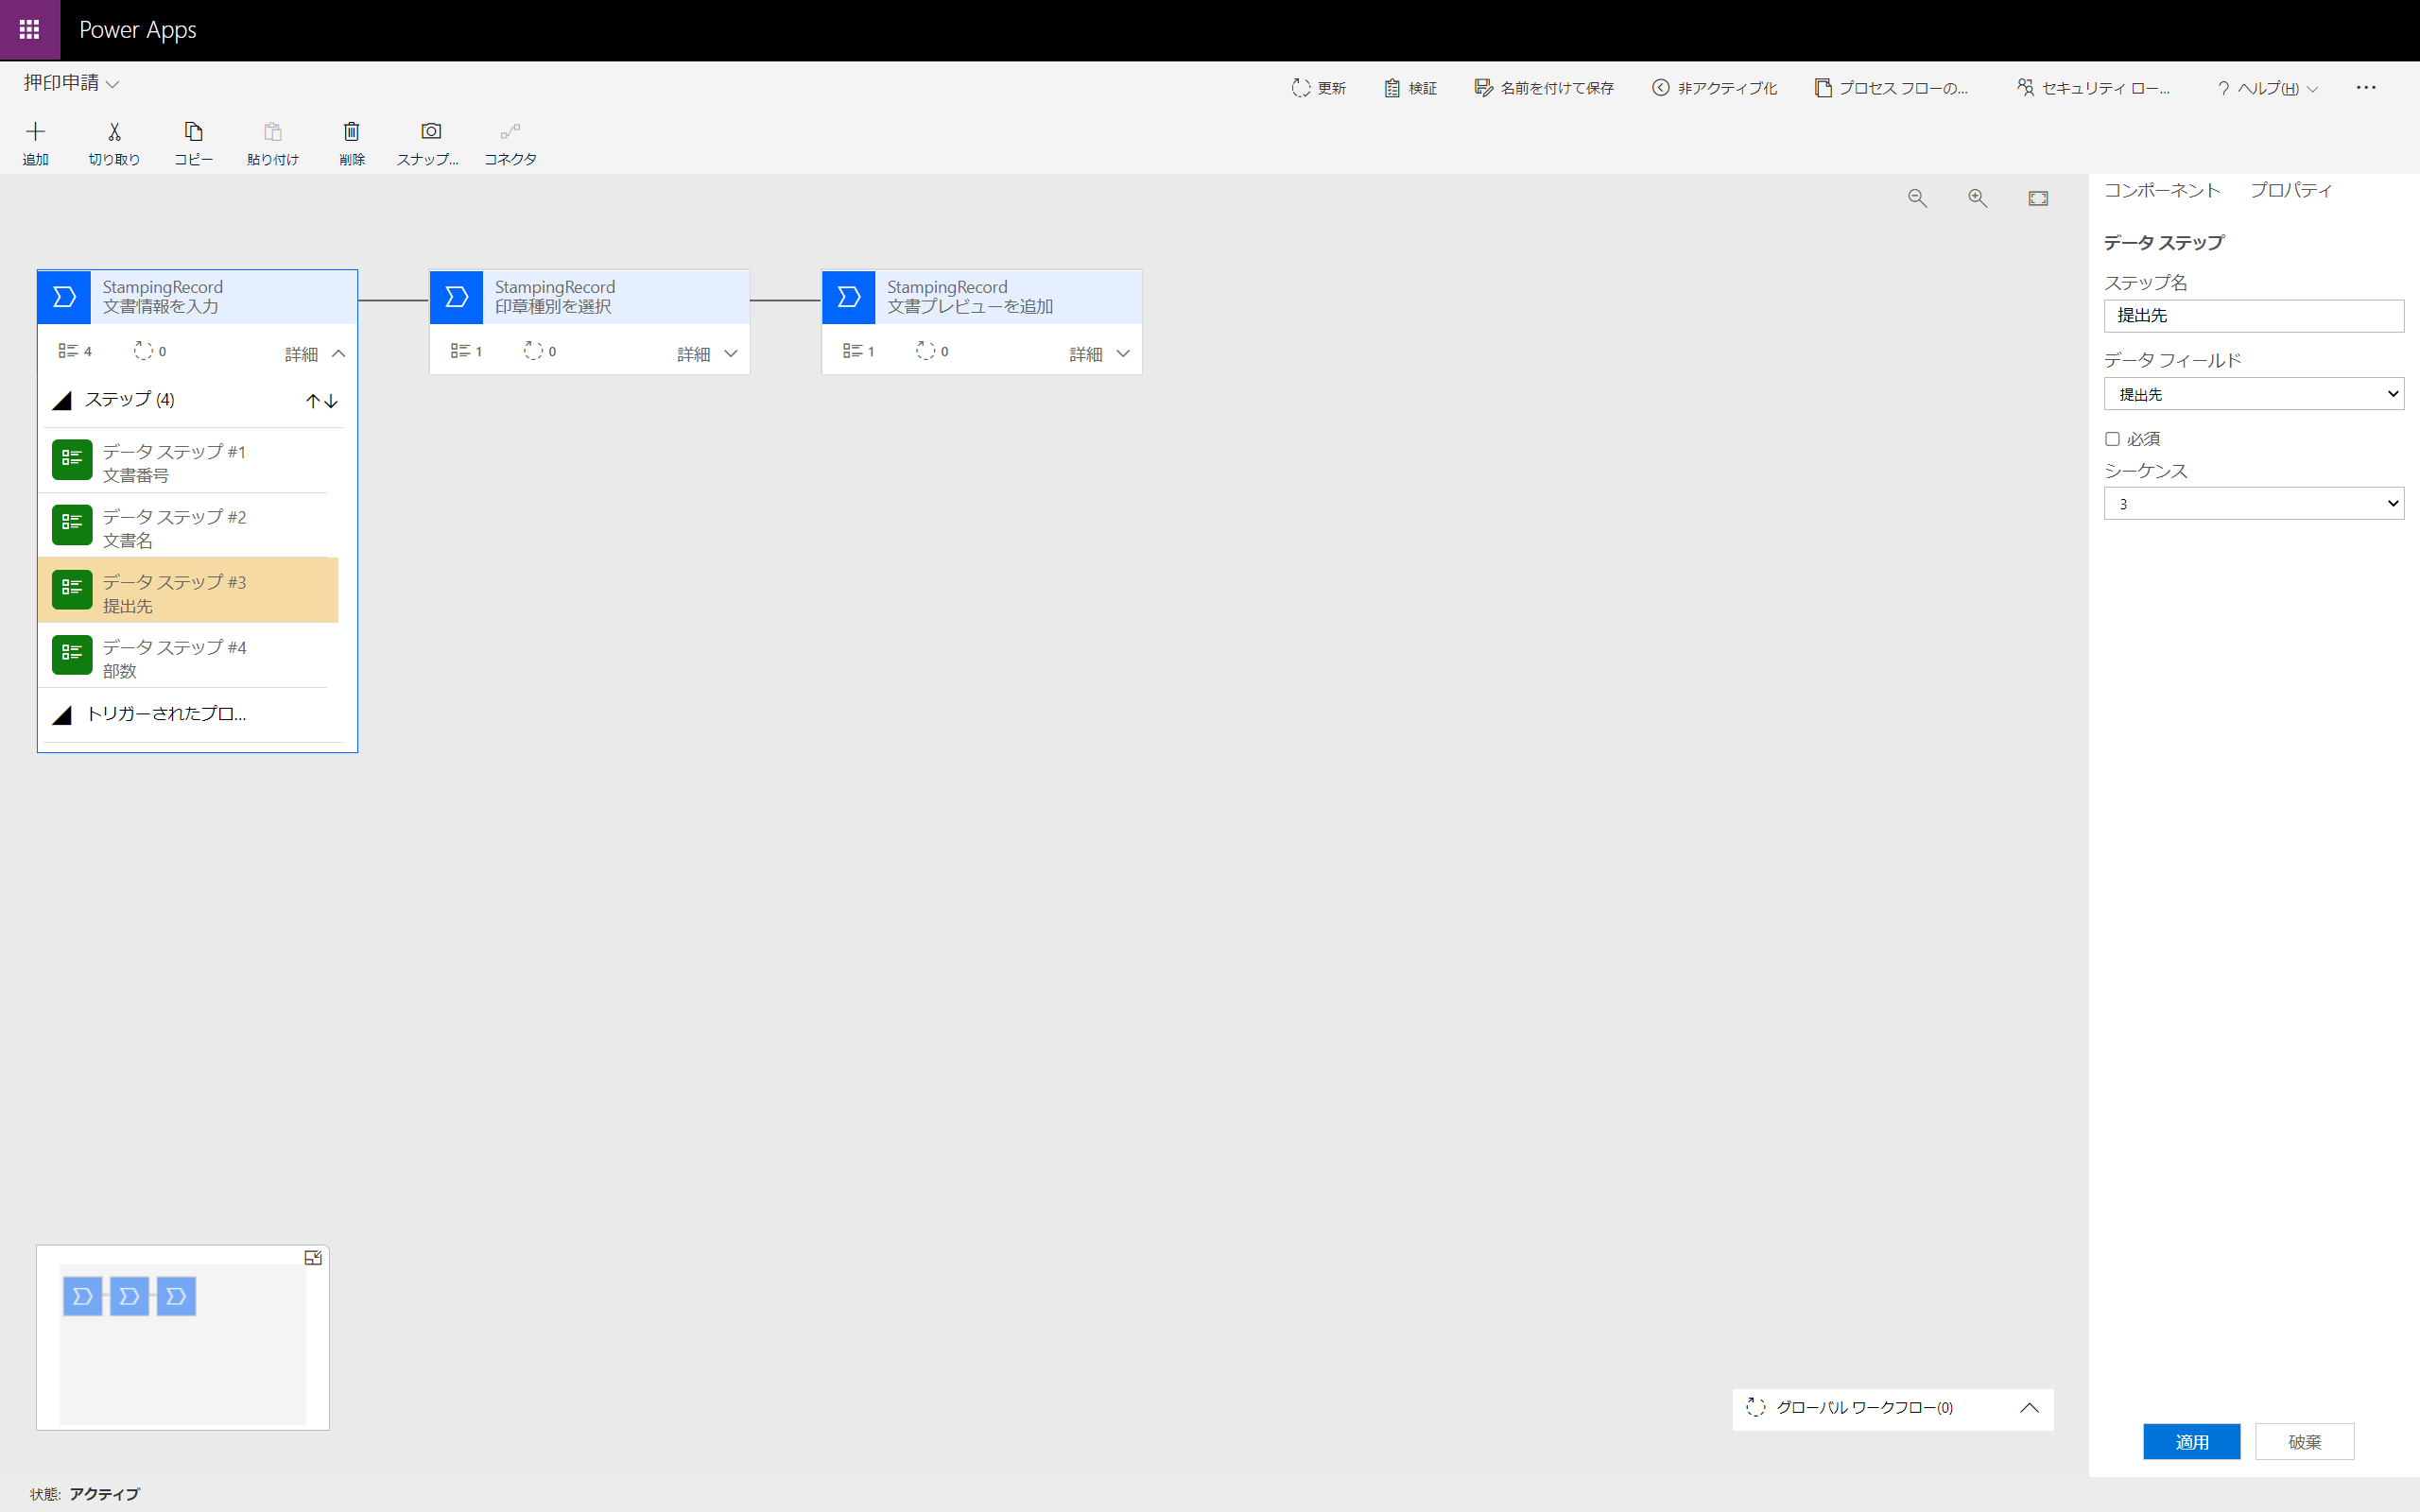 Power Apps
押印申請
更新
検証
名前を付けて保存
非アクティブ化
プロセス フローの...
セキュリティ ロー...
? ヘルプ(H)
...
追加
切り取り
コピー
貼り付け
削除
スナップ...
コネクタ
コンポーネント プロパティ
StampingRecord
文書情報を入力
4 0 詳細
ステップ (4)
データ ステップ #1
文書番号
データ ステップ #2
文書名
データ ステップ #3
提出先
データ ステップ #4
部数
トリガーされたプロ...
StampingRecord
印章種別を選択
1 0 詳細
StampingRecord
文書プレビューを追加
1 0 詳細
データ ステップ
ステップ名
提出先
データ フィールド
提出先
必須
シーケンス
3
グローバル ワークフロー(0)
適用 破棄
状態: アクティブ